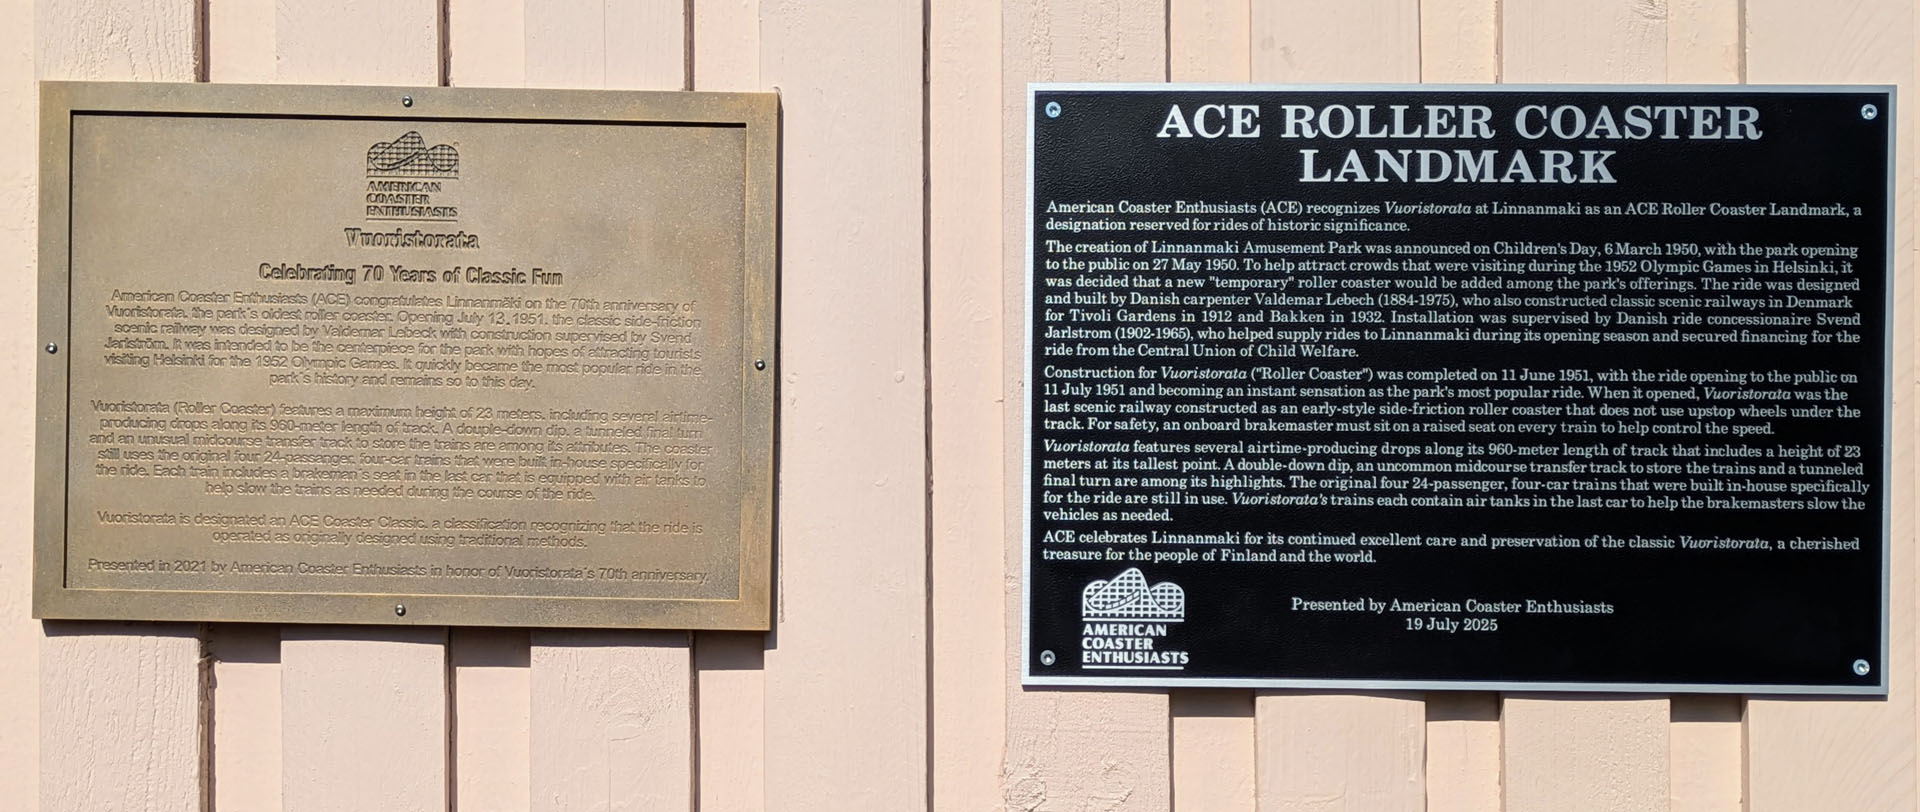 AMERICAN
COASTER
ENTHUSIASTS
Vuoristorata
Celebrating 70 Years of Classic Fun
American Coaster Enthusiasts (ACE) congratulates Linnanmäki on the 70th anniversary of
Vuoristorata, the park's oldest roller coaster. Opening July 13, 1951, the classic side-friction
scenic railway was designed by Valdemar Lebeck with construction supervised by Svend
Jarlström. It was intended to be the centerpiece for the park with hopes of attracting tourists
visiting Helsinki for the 1952 Olympic Games. It quickly became the most popular ride in the
park's history and remains so to this day.
Vuoristorata (Roller Coaster) features a maximum height of 23 meters, including several airtime-
producing drops along its 960-meter length of track. A douple-down dip, a tunneled final turn
and an unusual midcourse transfer track to store the trains are among its attributes. The coaster
still uses the original four 24-passenger, four-car trains that were built in-house specifically for
the ride. Each train includes a brakeman's seat in the last car that is equipped with air tanks to
help slow the trains as needed during the course of the ride.
Vuoristorata is designated an ACE Coaster Classic, a classification recognizing that the ride is
operated as originally designed using traditional methods.
Presented in 2021 by American Coaster Enthusiasts in honor of Vuoristorata's 70th anniversary.
ACE ROLLER COASTER
LANDMARK
American Coaster Enthusiasts (ACE) recognizes Vuoristorata at Linnanmaki as an ACE Roller Coaster Landmark, a
designation reserved for rides of historic significance.
The creation of Linnanmaki Amusement Park was announced on Children's Day, 6 March 1950, with the park opening
to the public on 27 May 1950. To help attract crowds that were visiting during the 1952 Olympic Games in Helsinki, it
was decided that a new "temporary" roller coaster would be added among the park's offerings. The ride was designed
and built by Danish carpenter Valdemar Lebech (1884-1975), who also constructed classic scenic railways in Denmark
for Tivoli Gardens in 1912 and Bakken in 1932. Installation was supervised by Danish ride concessionaire Svend
Jarlstrom (1902-1965), who helped supply rides to Linnanmaki during its opening season and secured financing for the
ride from the Central Union of Child Welfare.
Construction for Vuoristorata ("Roller Coaster") was completed on 11 June 1951, with the ride opening to the public on
11 July 1951 and becoming an instant sensation as the park's most popular ride. When it opened, Vuoristorata was the
last scenic railway constructed as an early-style side-friction roller coaster that does not use upstop wheels under the
track. For safety, an onboard brakemaster must sit on a raised seat on every train to help control the speed.
Vuoristorata features several airtime-producing drops along its 960-meter length of track that includes a height of 23
meters at its tallest point. A double-down dip, an uncommon midcourse transfer track to store the trains and a tunneled
final turn are among its highlights. The original four 24-passenger, four-car trains that were built in-house specifically
for the ride are still in use. Vuoristorata's trains each contain air tanks in the last car to help the brakemasters slow the
vehicles as needed.
ACE celebrates Linnanmaki for its continued excellent care and preservation of the classic Vuoristorata, a cherished
treasure for the people of Finland and the world.
Presented by American Coaster Enthusiasts
19 July 2025
AMERICAN
COASTER
ENTHUSIASTS